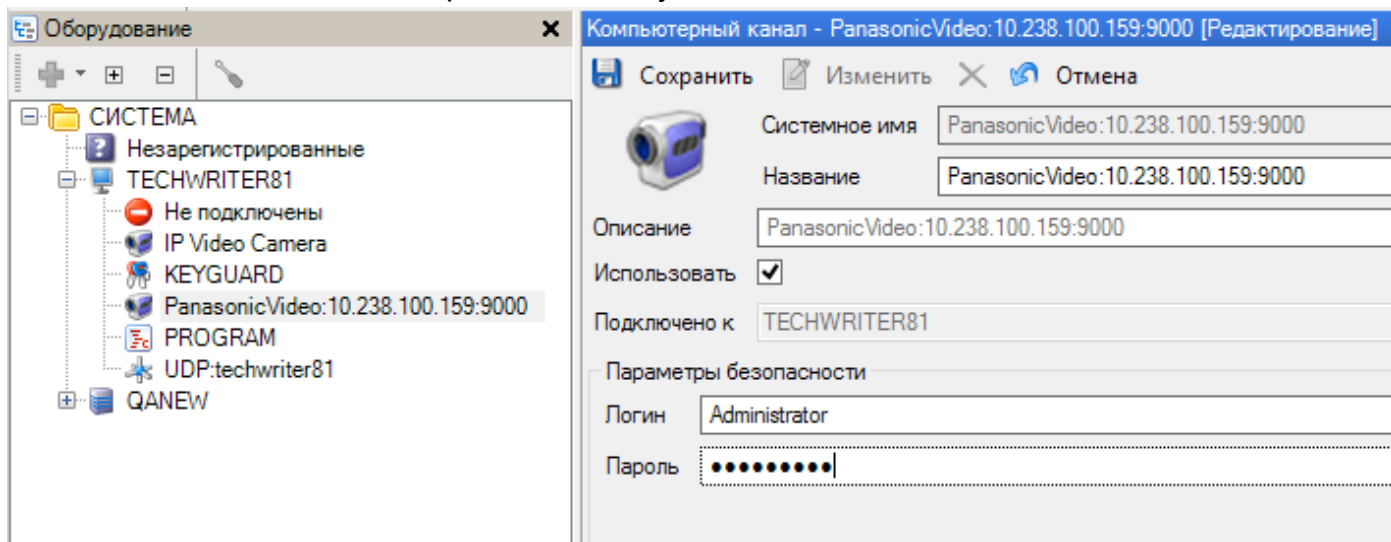 Оборудование
СИСТЕМА
Незарегистрированные
TECHWRITER81
Не подключены
IP Video Camera
KEYGUARD
PanasonicVideo:10.238.100.159:9000
PROGRAM
UDP:techwriter81
QANEW
Компьютерный канал - PanasonicVideo:10.238.100.159:9000 [Редактирование]
Сохранить Изменить Отмена
Системное имя PanasonicVideo:10.238.100.159:9000
Название PanasonicVideo:10.238.100.159:9000
Описание PanasonicVideo:10.238.100.159:9000
Использовать
Подключено к TECHWRITER81
Параметры безопасности
Логин Administrator
Пароль ●●●●●●●●●